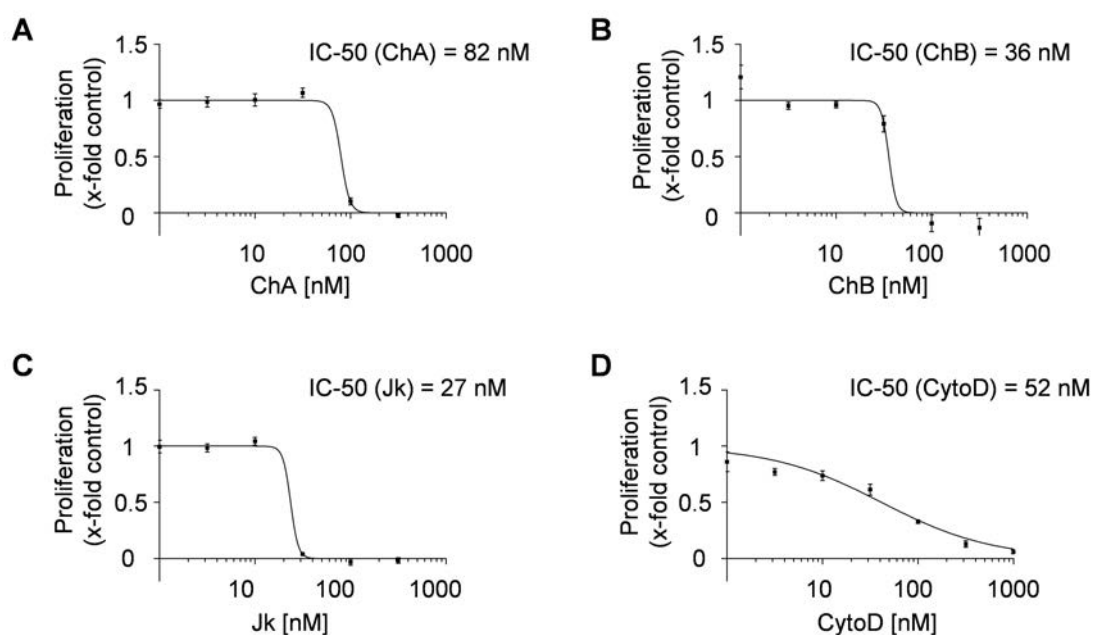 A
IC-50 (ChA) = 82 nM
Proliferation
(x-fold control)
1.5
1
0.5
0
10
100
1000
ChA [nM]
B
IC-50 (ChB) = 36 nM
Proliferation
(x-fold control)
1.5
1
0.5
0
10
100
1000
ChB [nM]
C
IC-50 (Jk) = 27 nM
Proliferation
(x-fold control)
1.5
1
0.5
0
10
100
1000
Jk [nM]
D
IC-50 (CytoD) = 52 nM
Proliferation
(x-fold control)
1.5
1
0.5
0
10
100
1000
CytoD [nM]